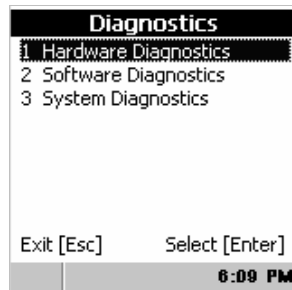 Diagnostics
1 Hardware Diagnostics
2 Software Diagnostics
3 System Diagnostics
Exit [Esc] Select [Enter]
6:09 PM